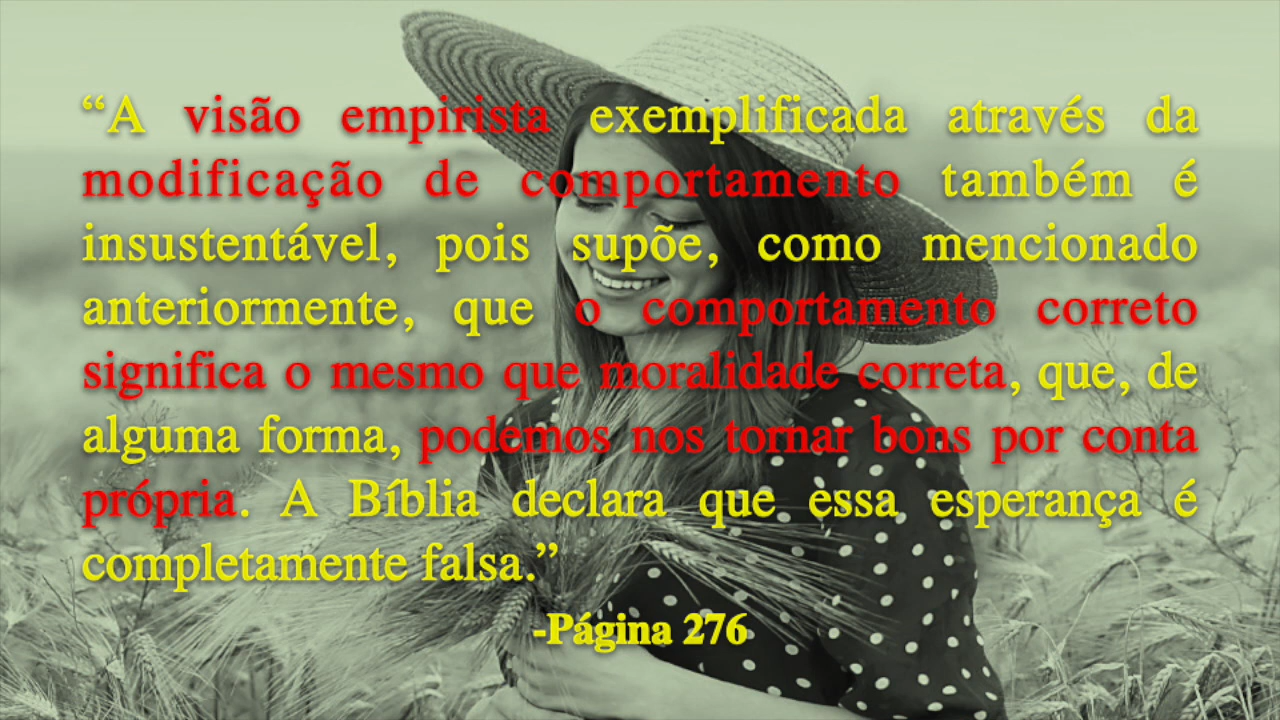 “A visão empirista exemplificada através da
modificação de comportamento também é
insustentável, pois supõe, como mencionado
anteriormente, que o comportamento correto
significa o mesmo que moralidade correta, que, de
alguma forma, podemos nos tornar bons por conta
própria. A Bíblia declara que essa esperança é
completamente falsa.”
-Página 276